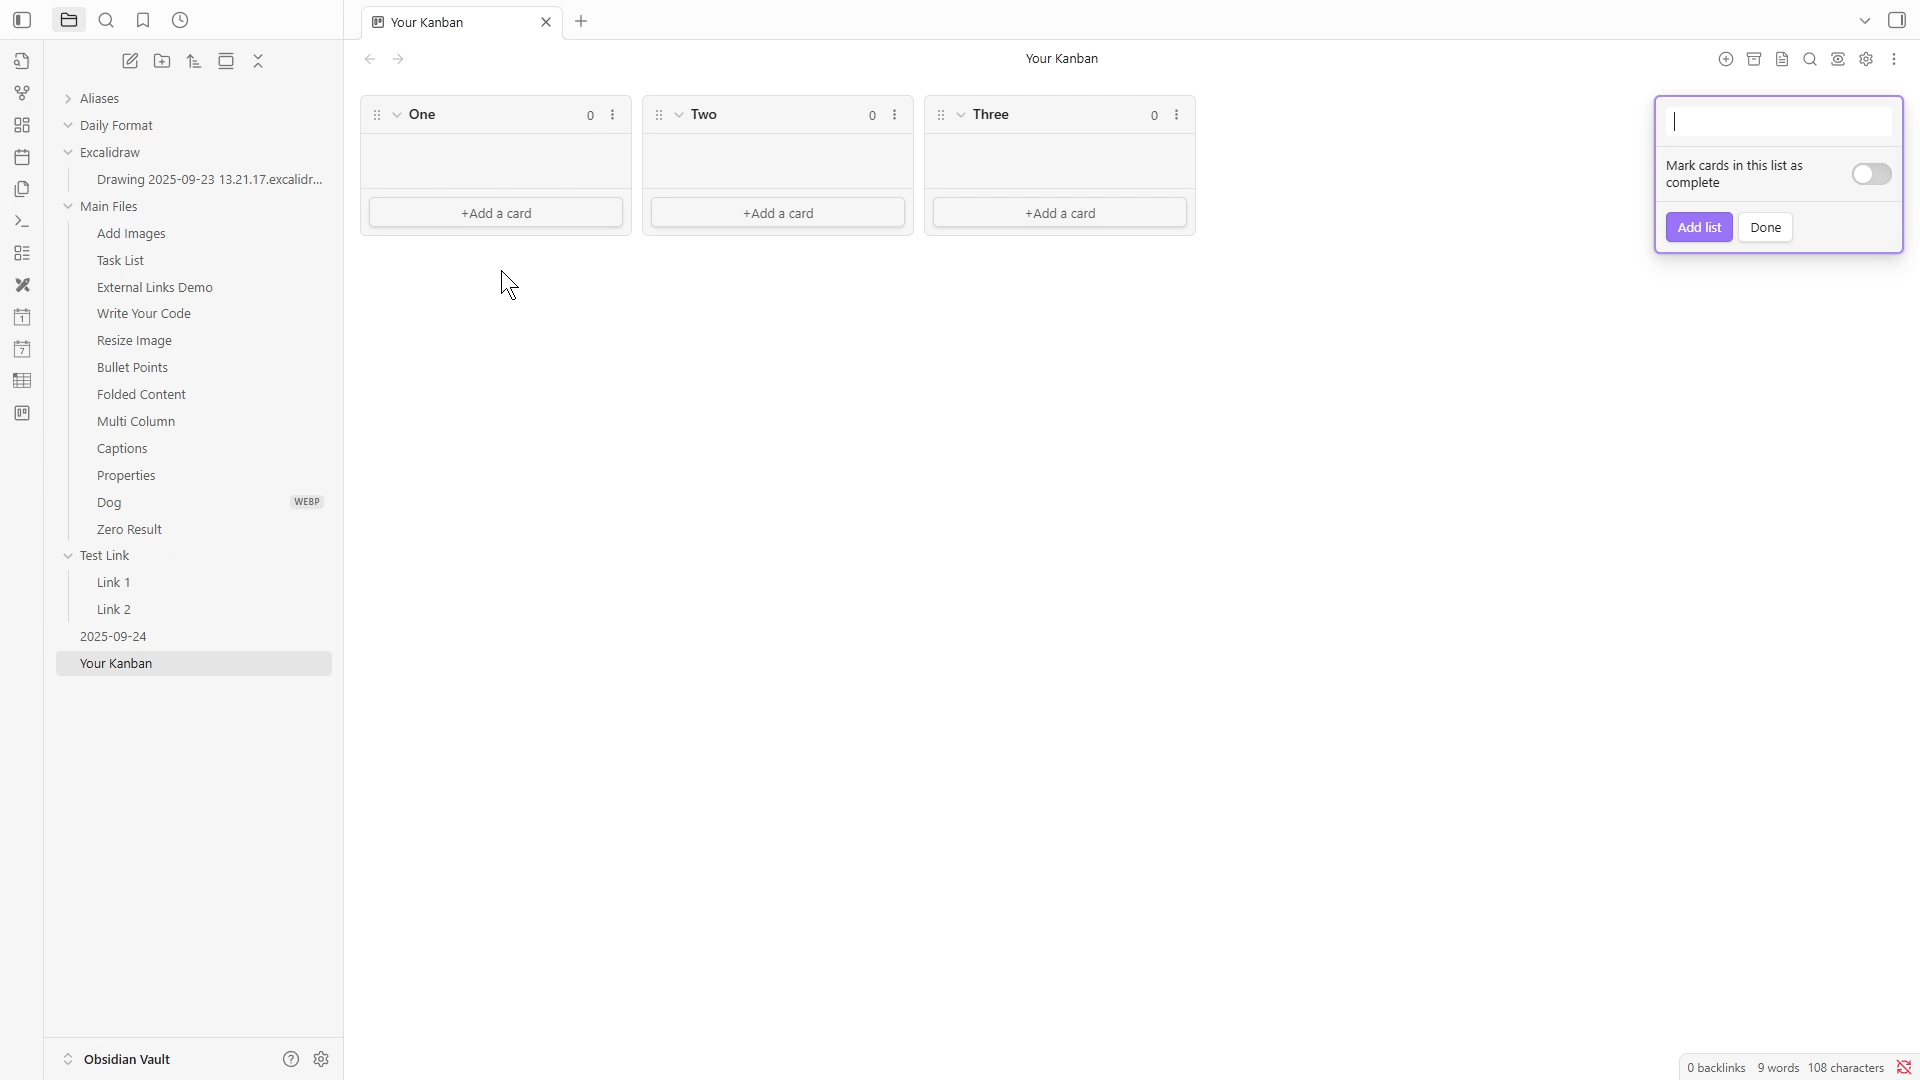 Your Kanban
Your Kanban
Aliases
Daily Format
Excalidraw
Drawing 2025-09-23 13.21.17.excalidr...
Main Files
Add Images
Task List
External Links Demo
Write Your Code
Resize Image
Bullet Points
Folded Content
Multi Column
Captions
Properties
Dog WEBP
Zero Result
Test Link
Link 1
Link 2
2025-09-24
Your Kanban
1
7
One 0
+Add a card
Two 0
+Add a card
Three 0
+Add a card
Mark cards in this list as
complete
Add list Done
Obsidian Vault
0 backlinks 9 words 108 characters